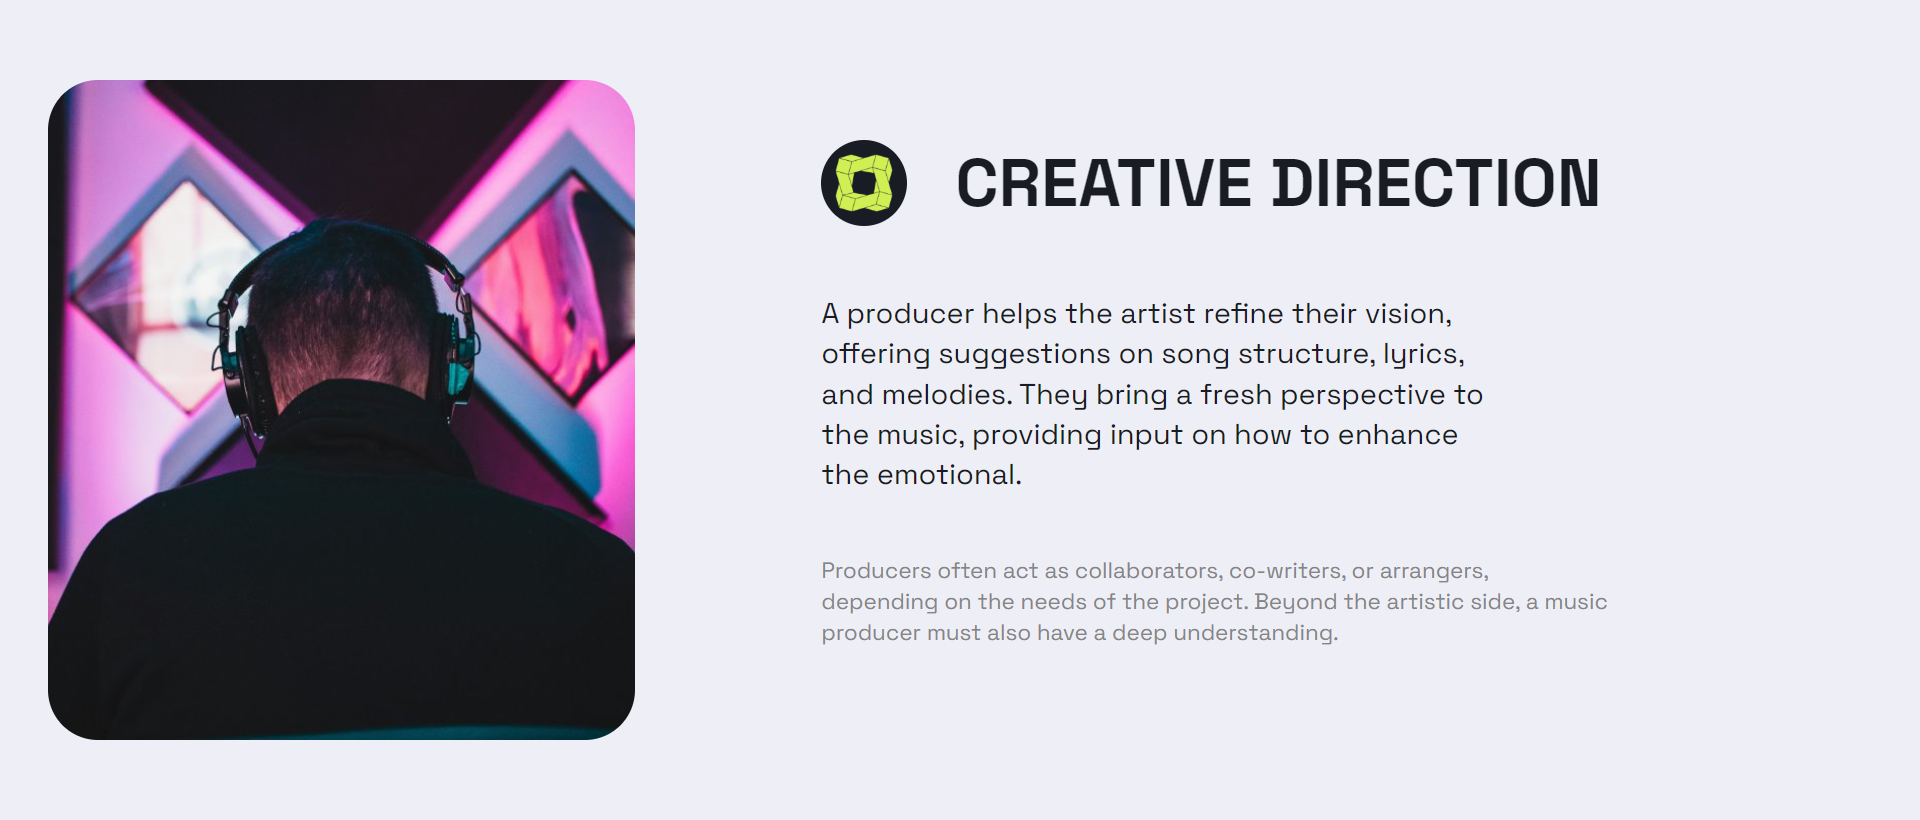 CREATIVE DIRECTION
A producer helps the artist refine their vision,
offering suggestions on song structure, lyrics,
and melodies. They bring a fresh perspective to
the music, providing input on how to enhance
the emotional.
Producers often act as collaborators, co-writers, or arrangers,
depending on the needs of the project. Beyond the artistic side, a music
producer must also have a deep understanding.